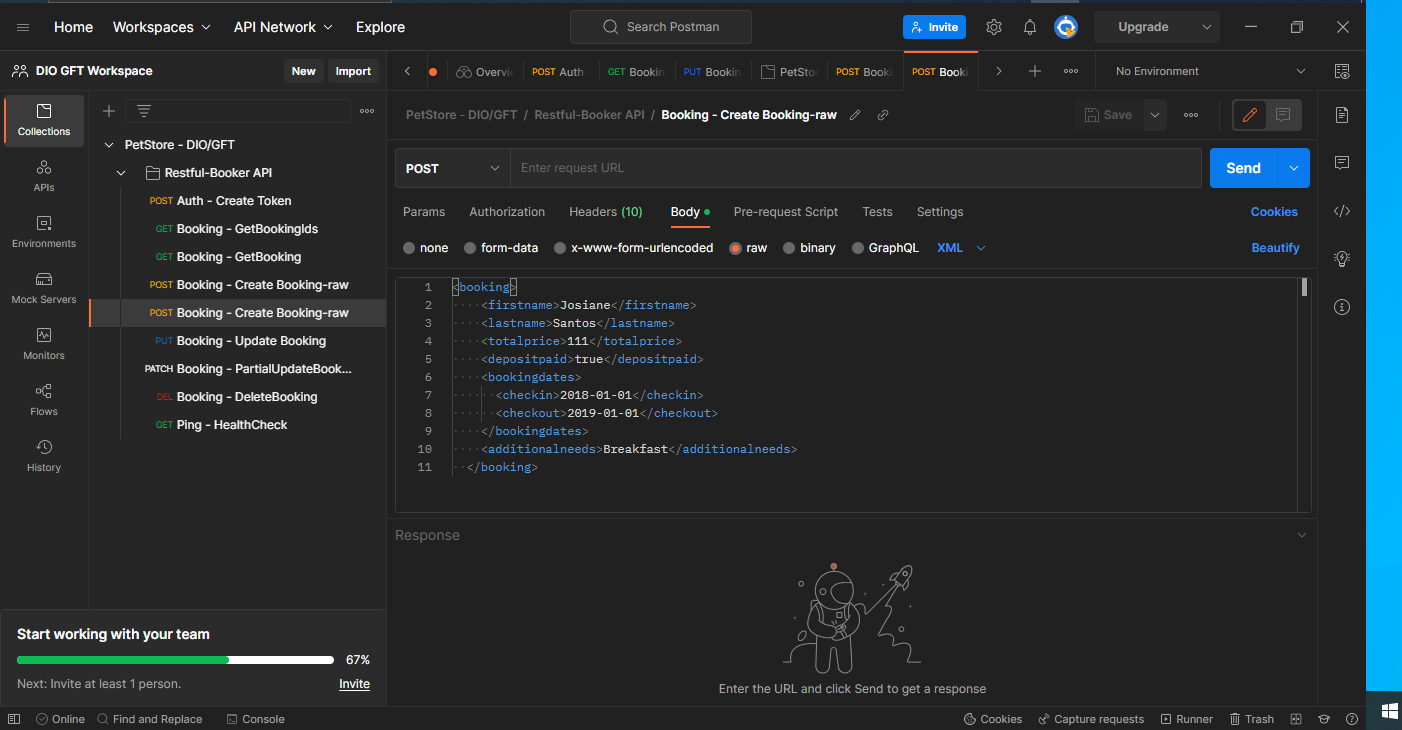 Home Workspaces API Network Explore Search Postman Invite Upgrade
DIO GFT Workspace New Import
Overvi POST Auth GET Bookin PUT Bookin PetStor POST Booki POST Booki No Environment
Collections
APIs
Environments
Mock Servers
Monitors
Flows
History
PetStore - DIO/GFT
Restful-Booker API
POST Auth - Create Token
GET Booking - GetBookingIds
GET Booking - GetBooking
POST Booking - Create Booking-raw
POST Booking - Create Booking-raw
PUT Booking - Update Booking
PATCH Booking - PartialUpdateBook...
DEL Booking - DeleteBooking
GET Ping - HealthCheck
PetStore - DIO/GFT / Restful-Booker API / Booking - Create Booking-raw Save
POST Enter request URL Send
Params Authorization Headers (10) Body Pre-request Script Tests Settings Cookies
none form-data x-www-form-urlencoded raw binary GraphQL XML Beautify
1 <booking>
2 <firstname>Josiane</firstname>
3 <lastname>Santos</lastname>
4 <totalprice>111</totalprice>
5 <depositpaid>true</depositpaid>
6 <bookingdates>
7 <checkin>2018-01-01</checkin>
8 <checkout>2019-01-01</checkout>
9 </bookingdates>
10 <additionalneeds>Breakfast</additionalneeds>
11 </booking>
Response
Enter the URL and click Send to get a response
Start working with your team
67%
Next: Invite at least 1 person. Invite
Online Find and Replace Console Cookies Capture requests Runner Trash